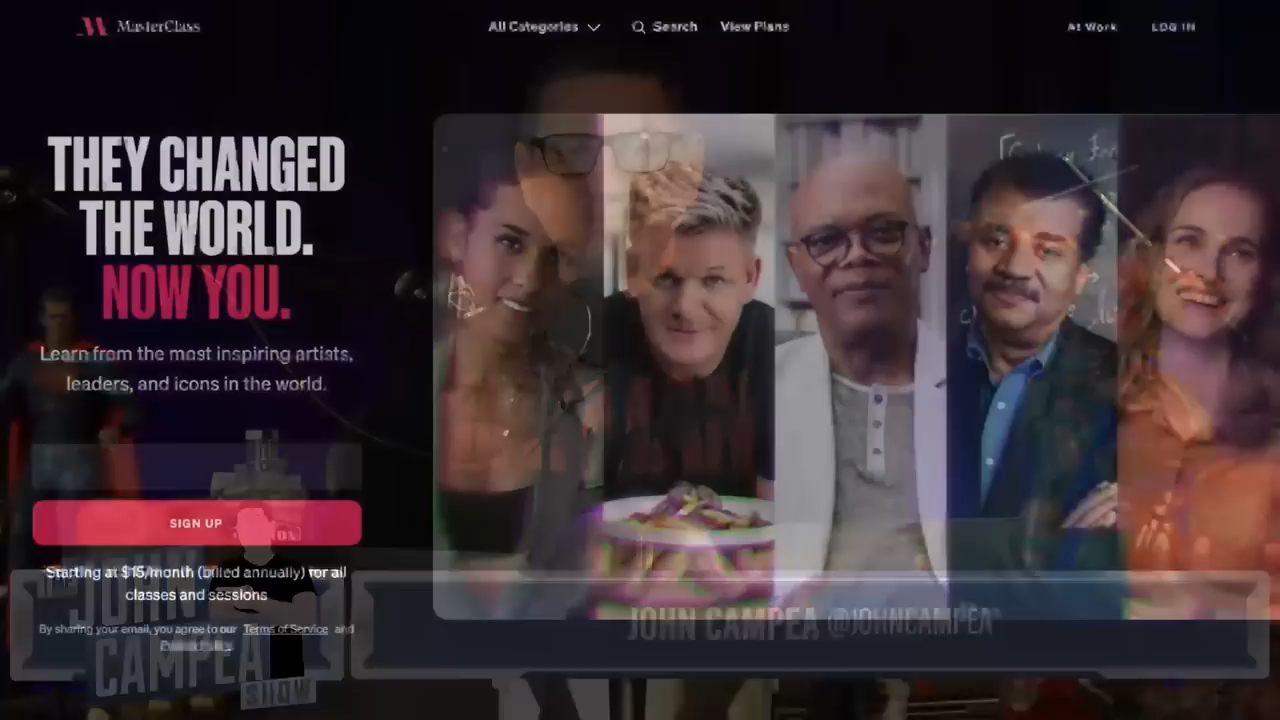 MasterClass
All Categories
Search
View Plans
At Work
LOG IN
THEY CHANGED
THE WORLD.
NOW YOU.
Learn from the most inspiring artists,
leaders, and icons in the world.
SIGN UP
Starting at $15/month (billed annually) for all
classes and sessions
By sharing your email, you agree to our Terms of Service and
JOHN CAMPEA @JOHNCAMPEA
JOHN
CAMPEA
SHOW